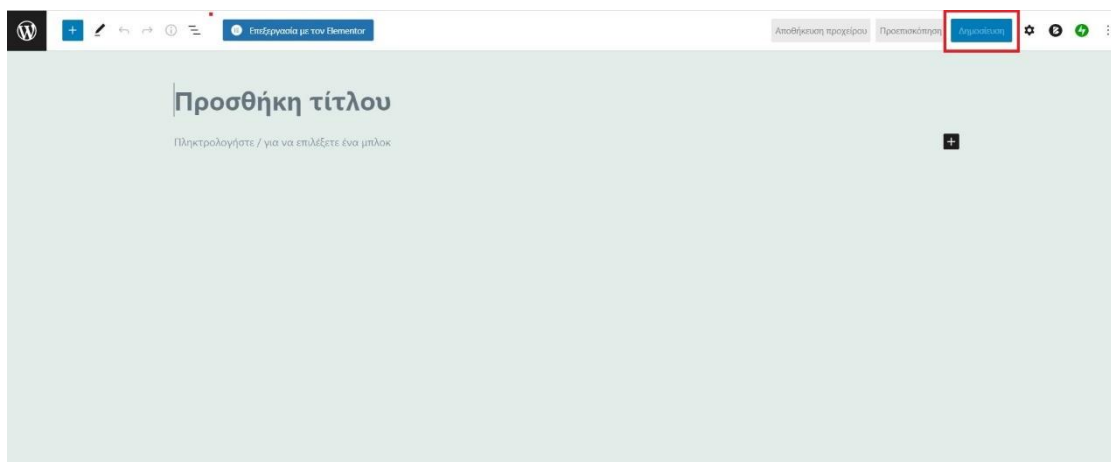 Επεξεργασία με τον Elementor
Αποθήκευση προχείρου Προεπισκόπηση Δημοσίευση
Προσθήκη τίτλου
Πληκτρολογήστε / για να επιλέξετε ένα μπλοκ